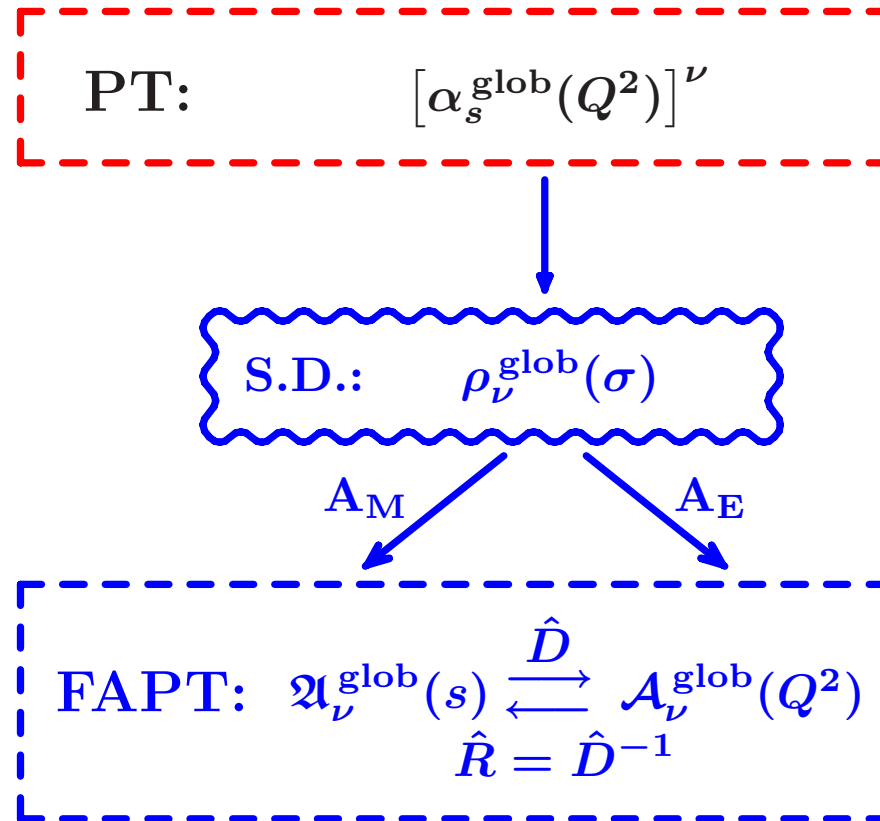 PT: [α_s^glob(Q²)]^ν
S.D.: ρ_ν^glob(σ)
A_M A_E
D̂
FAPT: 𝔄_ν^glob(s) ⟶ ⟵ 𝒜_ν^glob(Q²)
R̂ = D̂⁻¹